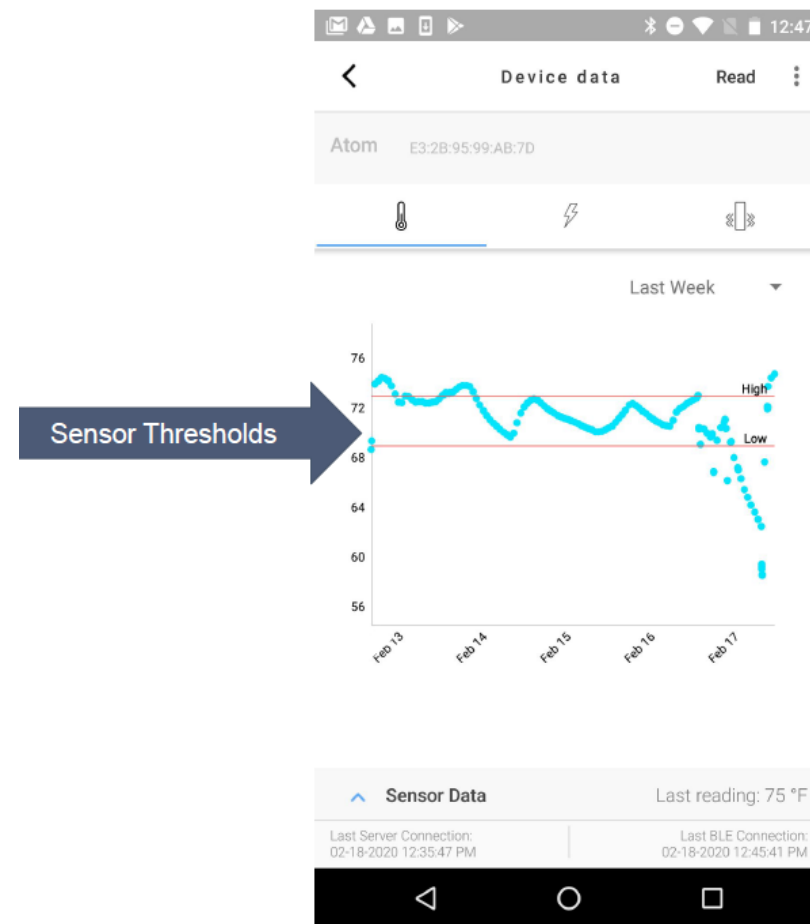 12:47
Device data
Read
Atom
E3:2B:95:99:AB:7D
Last Week
76
High
72
Sensor Thresholds
Low
68
64
60
56
Feb 13
Feb 14
Feb 15
Feb 16
Feb 17
Sensor Data
Last reading: 75 °F
Last Server Connection:
02-18-2020 12:35:47 PM
Last BLE Connection:
02-18-2020 12:45:41 PM